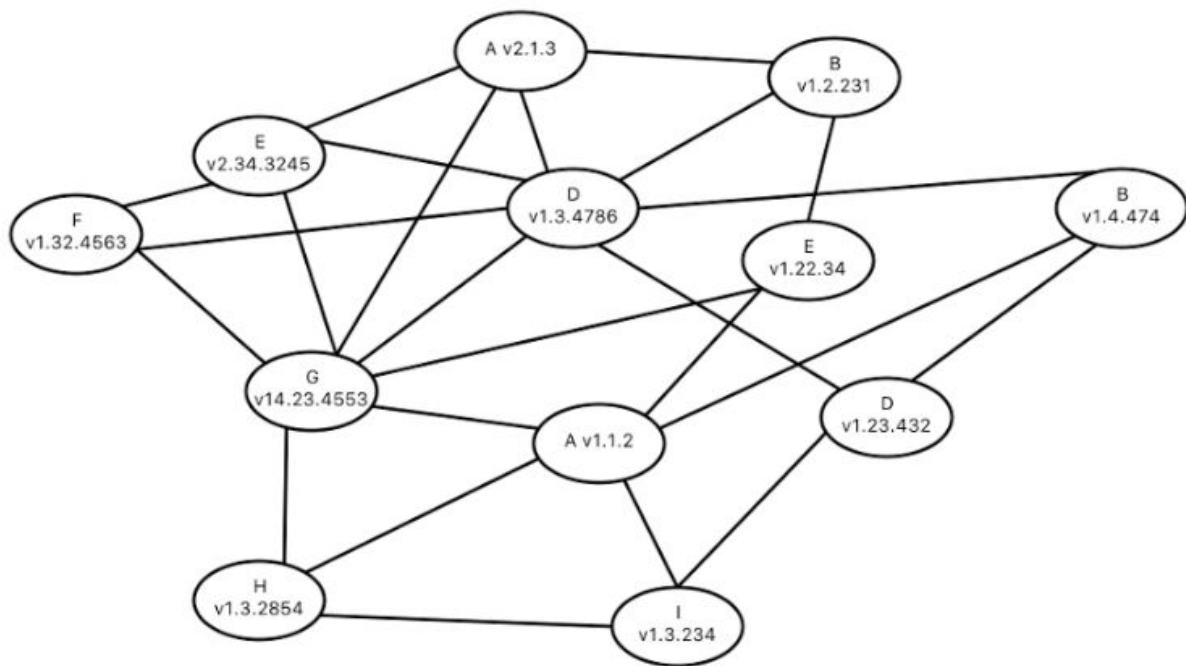 A v2.1.3
B
v1.2.231
E
v2.34.3245
D
v1.3.4786
B
v1.4.474
F
v1.32.4563
E
v1.22.34
G
v14.23.4553
D
v1.23.432
A v1.1.2
H
v1.3.2854
I
v1.3.234